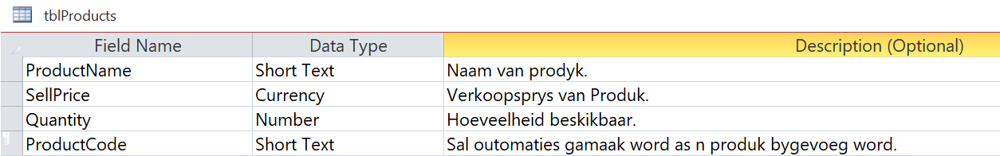 tblProducts
Field Name Data Type Description (Optional)
ProductName Short Text Naam van prodyk.
SellPrice Currency Verkoopsprys van Produk.
Quantity Number Hoeveelheid beskikbaar.
ProductCode Short Text Sal outomaties gamaak word as n produk bygevoeg word.